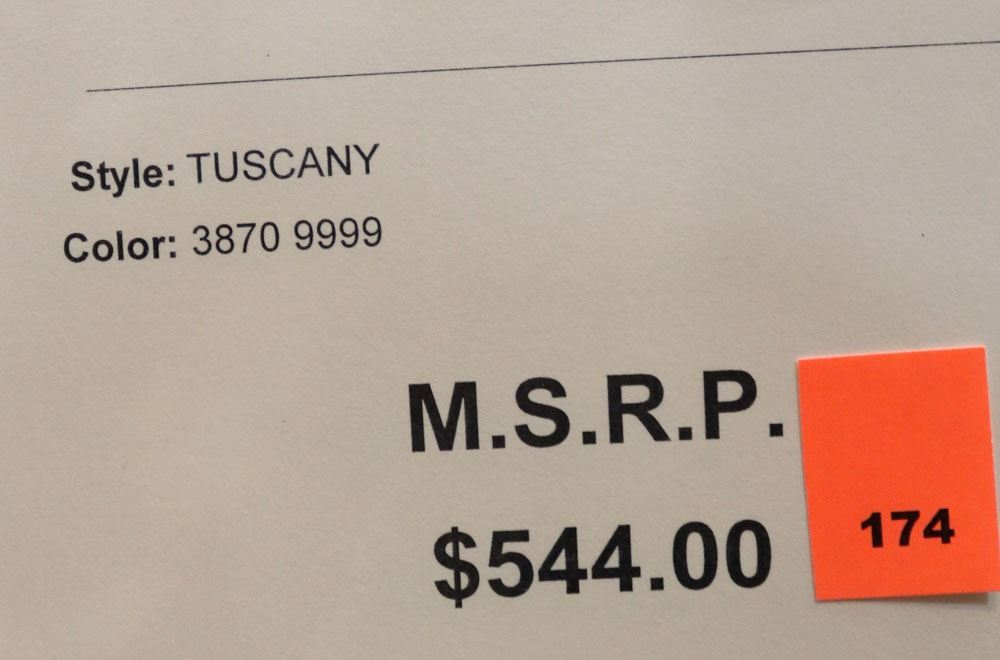 Style: TUSCANY
Color: 3870 9999
M.S.R.P.
$544.00
174